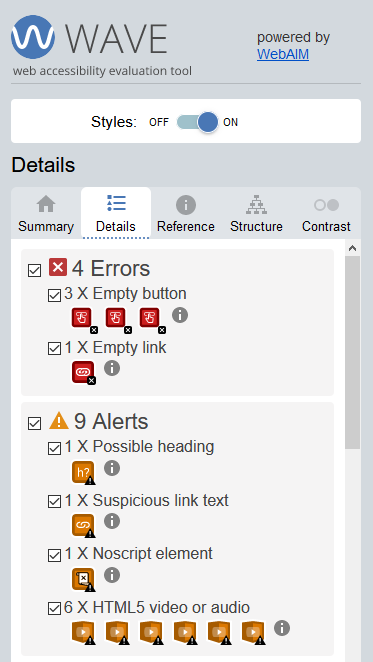 WAVE
web accessibility evaluation tool
powered by
WebAIM
Styles: OFF ON
Details
Summary Details Reference Structure Contrast
4 Errors
3 X Empty button
1 X Empty link
9 Alerts
1 X Possible heading
h?
1 X Suspicious link text
1 X Noscript element
6 X HTML5 video or audio